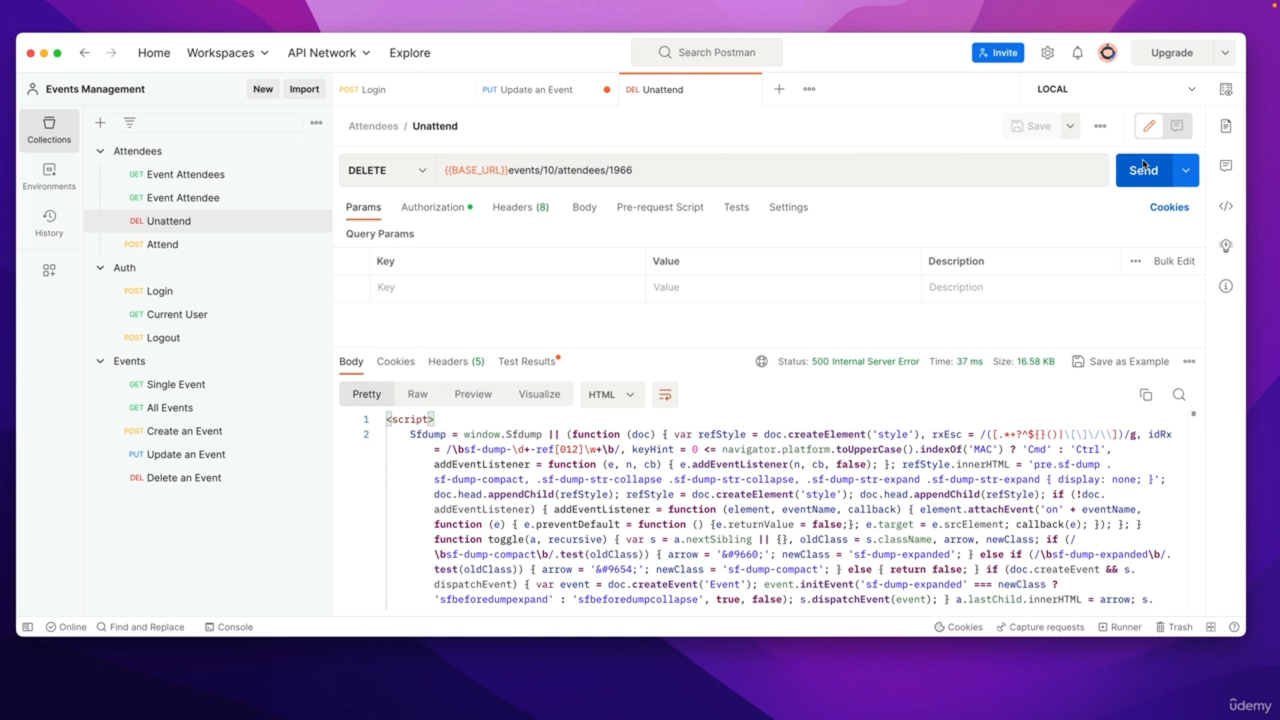 Home Workspaces API Network Explore Search Postman Invite Upgrade
Events Management New Import POST Login PUT Update an Event DEL Unattend LOCAL
Collections
Environments
History
Attendees
GET Event Attendees
GET Event Attendee
DEL Unattend
POST Attend
Auth
POST Login
GET Current User
POST Logout
Events
GET Single Event
GET All Events
POST Create an Event
PUT Update an Event
DEL Delete an Event
Attendees / Unattend Save
DELETE {{BASE_URL}}events/10/attendees/1966 Send
Params Authorization Headers (8) Body Pre-request Script Tests Settings Cookies
Query Params
Key Value Description Bulk Edit
Key Value Description
Body Cookies Headers (5) Test Results Status: 500 Internal Server Error Time: 37 ms Size: 16.58 KB Save as Example
Pretty Raw Preview Visualize HTML
1 <script>
2 Sfdump = window.Sfdump || (function (doc) { var refStyle = doc.createElement('style'), rxEsc = /([.*+?^${}()|\[\]\/\\])/g, idRx
= /\bsf-dump-\d+-ref[012]\w+\b/, keyHint = 0 <= navigator.platform.toUpperCase().indexOf('MAC') ? 'Cmd' : 'Ctrl',
addEventListener = function (e, n, cb) { e.addEventListener(n, cb, false); }; refStyle.innerHTML = 'pre.sf-dump .
sf-dump-compact, .sf-dump-str-collapse .sf-dump-str-collapse, .sf-dump-str-expand .sf-dump-str-expand { display: none; }';
doc.head.appendChild(refStyle); refStyle = doc.createElement('style'); doc.head.appendChild(refStyle); if (!doc.
addEventListener) { addEventListener = function (element, eventName, callback) { element.attachEvent('on' + eventName,
function (e) { e.preventDefault = function () {e.returnValue = false;}; e.target = e.srcElement; callback(e); }); }; }
function toggle(a, recursive) { var s = a.nextSibling || {}, oldClass = s.className, arrow, newClass; if (/
\bsf-dump-compact\b/.test(oldClass)) { arrow = '&#9660;'; newClass = 'sf-dump-expanded'; } else if (/\bsf-dump-expanded\b/.
test(oldClass)) { arrow = '&#9654;'; newClass = 'sf-dump-compact'; } else { return false; } if (doc.createEvent && s.
dispatchEvent) { var event = doc.createEvent('Event'); event.initEvent('sf-dump-expanded' === newClass ?
'sfbeforedumpexpand' : 'sfbeforedumpcollapse', true, false); s.dispatchEvent(event); } a.lastChild.innerHTML = arrow; s.
Online Find and Replace Console Cookies Capture requests Runner Trash
ûdemy